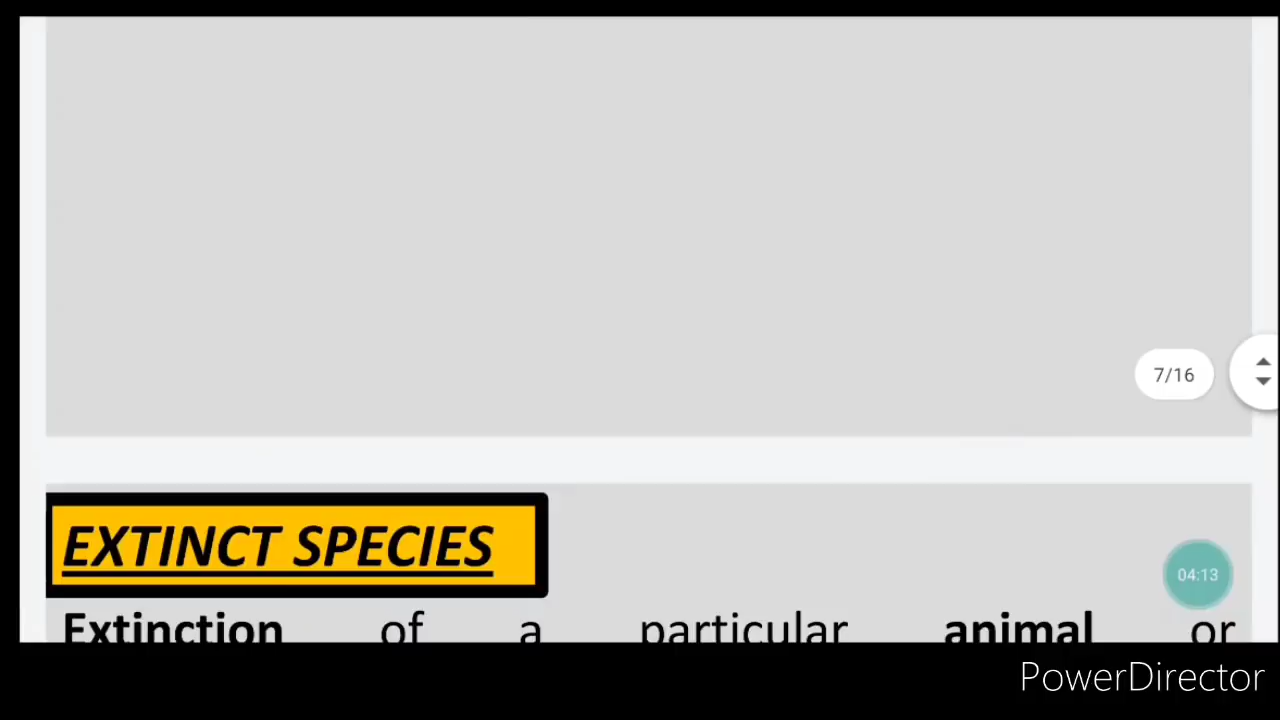 7/16
EXTINCT SPECIES
04:13
Extinction of a particular animal or
PowerDirector